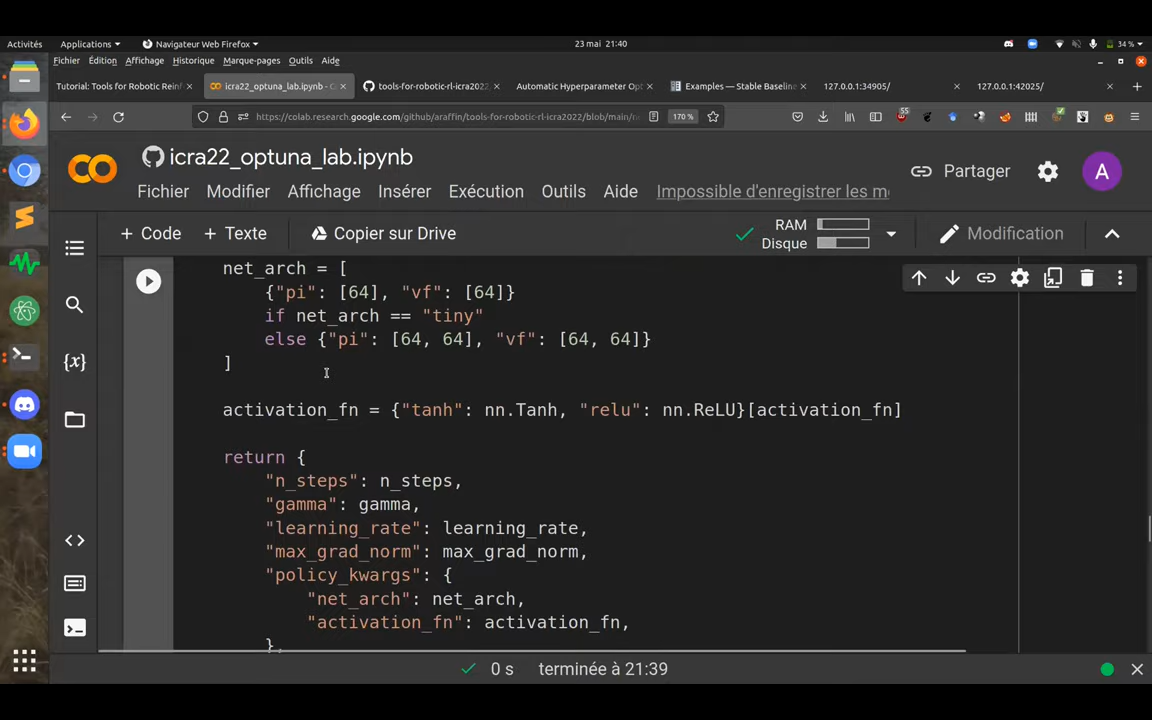 Activités
Applications
Navigateur Web Firefox
23 mai 21:40
34 %
Fichier Édition Affichage Historique Marque-pages Outils Aide
Tutorial: Tools for Robotic Rein
icra22_optuna_lab.ipynb - C
tools-for-robotic-rl-icra2022
Automatic Hyperparameter Opt
Examples — Stable Baseline
127.0.0.1:34905/
127.0.0.1:42025/
https://colab.research.google.com/github/araffin/tools-for-robotic-rl-icra2022/blob/main/n
170 %
55
icra22_optuna_lab.ipynb
Partager
A
Fichier Modifier Affichage Insérer Exécution Outils Aide Impossible d'enregistrer les m
+ Code + Texte Copier sur Drive
RAM
Disque
Modification
net_arch = [
{"pi": [64], "vf": [64]}
if net_arch == "tiny"
else {"pi": [64, 64], "vf": [64, 64]}
]
activation_fn = {"tanh": nn.Tanh, "relu": nn.ReLU}[activation_fn]
return {
"n_steps": n_steps,
"gamma": gamma,
"learning_rate": learning_rate,
"max_grad_norm": max_grad_norm,
"policy_kwargs": {
"net_arch": net_arch,
"activation_fn": activation_fn,
},
0 s terminée à 21:39